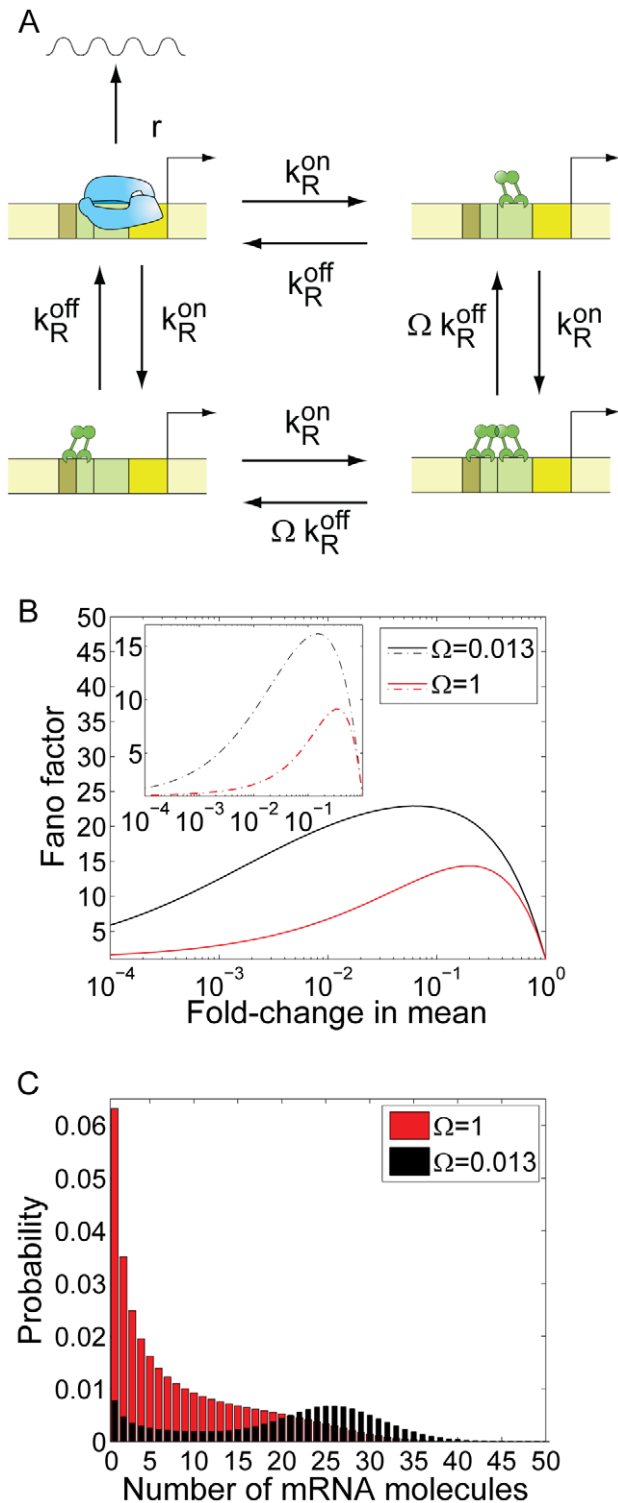 A
r
k_R^on
k_R^off
k_R^off k_R^on
Ω k_R^off k_R^on
k_R^on
Ω k_R^off
B
50
45
40
35
30
25
20
15
10
5
Fano factor
15
10
5
10^−4 10^−3 10^−2 10^−1
Ω=0.013
Ω=1
10^−4 10^−3 10^−2 10^−1 10^0
Fold-change in mean
C
0.06
0.05
0.04
0.03
0.02
0.01
0
Probability
Ω=1
Ω=0.013
0 5 10 15 20 25 30 35 40 45 50
Number of mRNA molecules